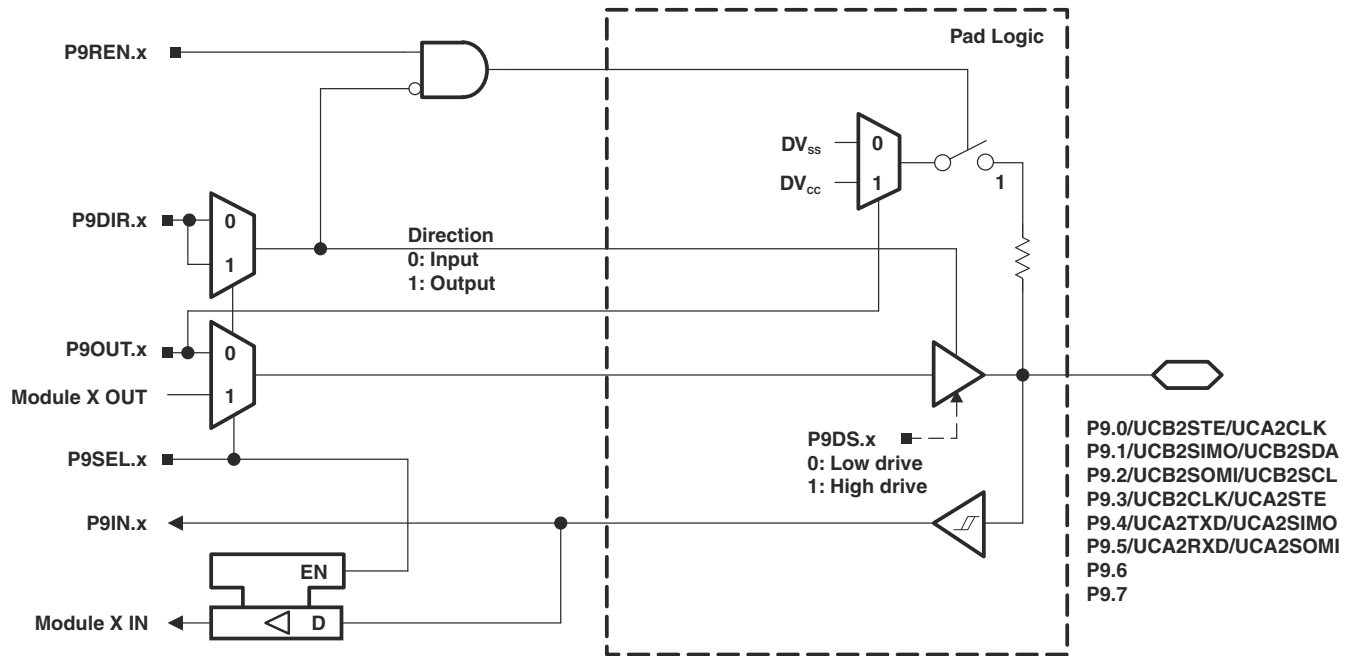 Pad Logic
P9REN.x
DVSS
0
DVCC
1
1
P9DIR.x
0
1
Direction
0: Input
1: Output
P9OUT.x
0
Module X OUT
1
P9DS.x
0: Low drive
1: High drive
P9SEL.x
P9IN.x
EN
Module X IN
D
P9.0/UCB2STE/UCA2CLK
P9.1/UCB2SIMO/UCB2SDA
P9.2/UCB2SOMI/UCB2SCL
P9.3/UCB2CLK/UCA2STE
P9.4/UCA2TXD/UCA2SIMO
P9.5/UCA2RXD/UCA2SOMI
P9.6
P9.7